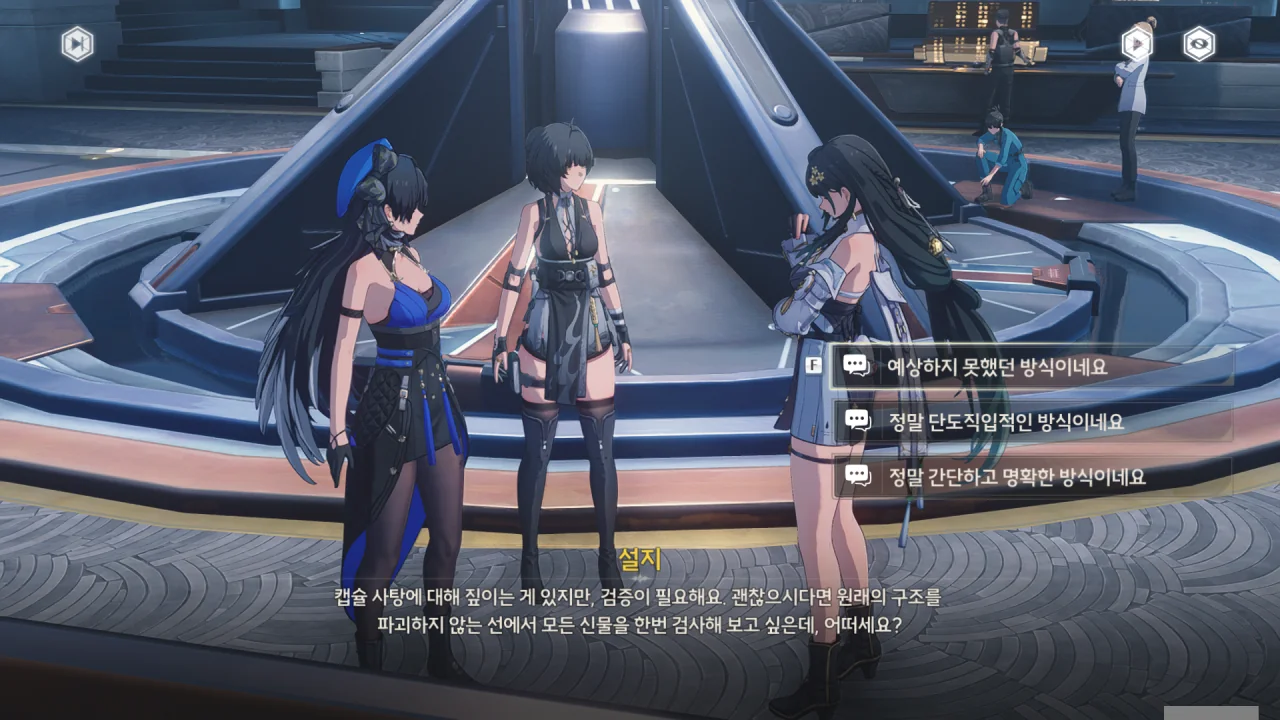 F
예상하지 못했던 방식이네요
정말 단도직입적인 방식이네요
정말 간단하고 명확한 방식이네요
설지
캡슐 사탕에 대해 짚이는 게 있지만, 검증이 필요해요. 괜찮으시다면 원래의 구조를
파괴하지 않는 선에서 모든 신물을 한번 검사해 보고 싶은데, 어떠세요?